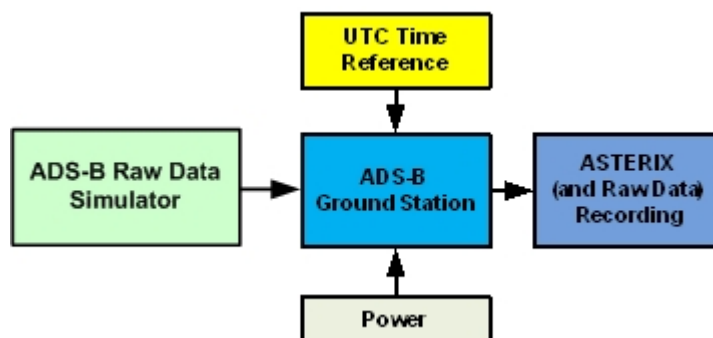 UTC Time
Reference
ADS-B Raw Data
Simulator
ADS-B
Ground Station
ASTERIX
(and Raw Data)
Recording
Power